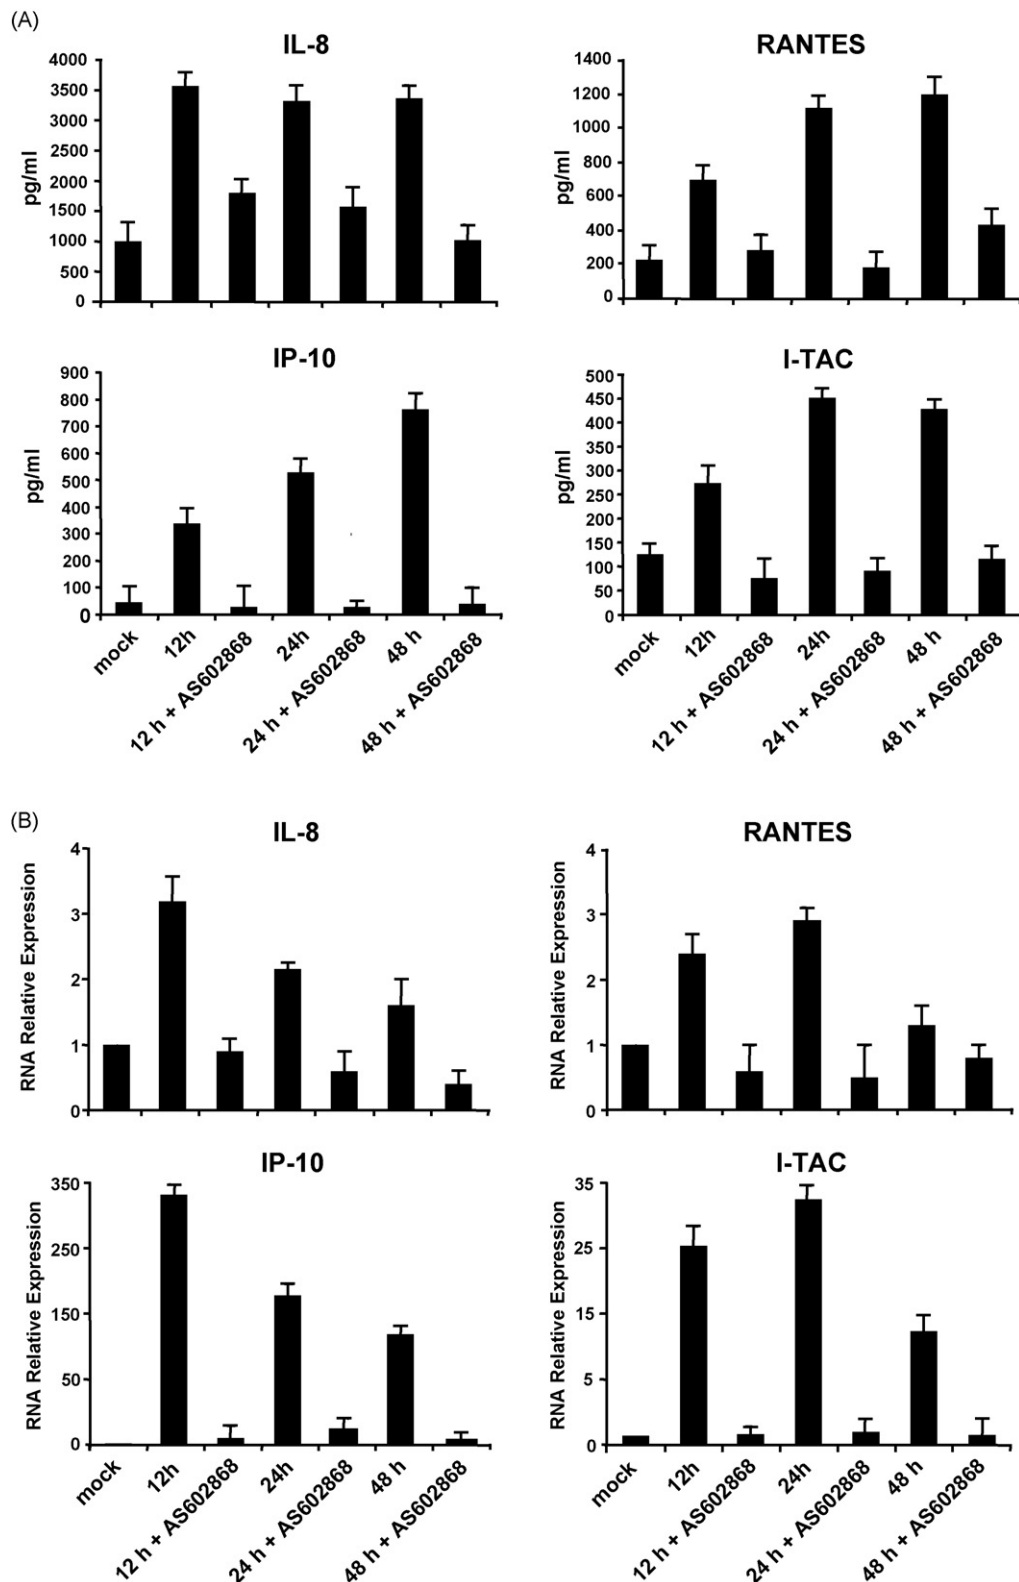 (A)
IL-8
pg/ml
4000
3500
3000
2500
2000
1500
1000
500
0
RANTES
pg/ml
1400
1200
1000
800
600
400
200
0
IP-10
pg/ml
900
800
700
600
500
400
300
200
100
0
mock
12h
12 h + AS602868
24h
24 h + AS602868
48 h
48 h + AS602868
I-TAC
pg/ml
500
450
400
350
300
250
200
150
100
50
0
mock
12h
12 h + AS602868
24h
24 h + AS602868
48 h
48 h + AS602868
(B)
IL-8
RNA Relative Expression
4
3
2
1
0
RANTES
RNA Relative Expression
4
3
2
1
0
IP-10
RNA Relative Expression
350
250
150
50
0
mock
12h
12 h + AS602868
24h
24 h + AS602868
48 h
48 h + AS602868
I-TAC
RNA Relative Expression
35
25
15
5
0
mock
12h
12 h + AS602868
24h
24 h + AS602868
48 h
48 h + AS602868